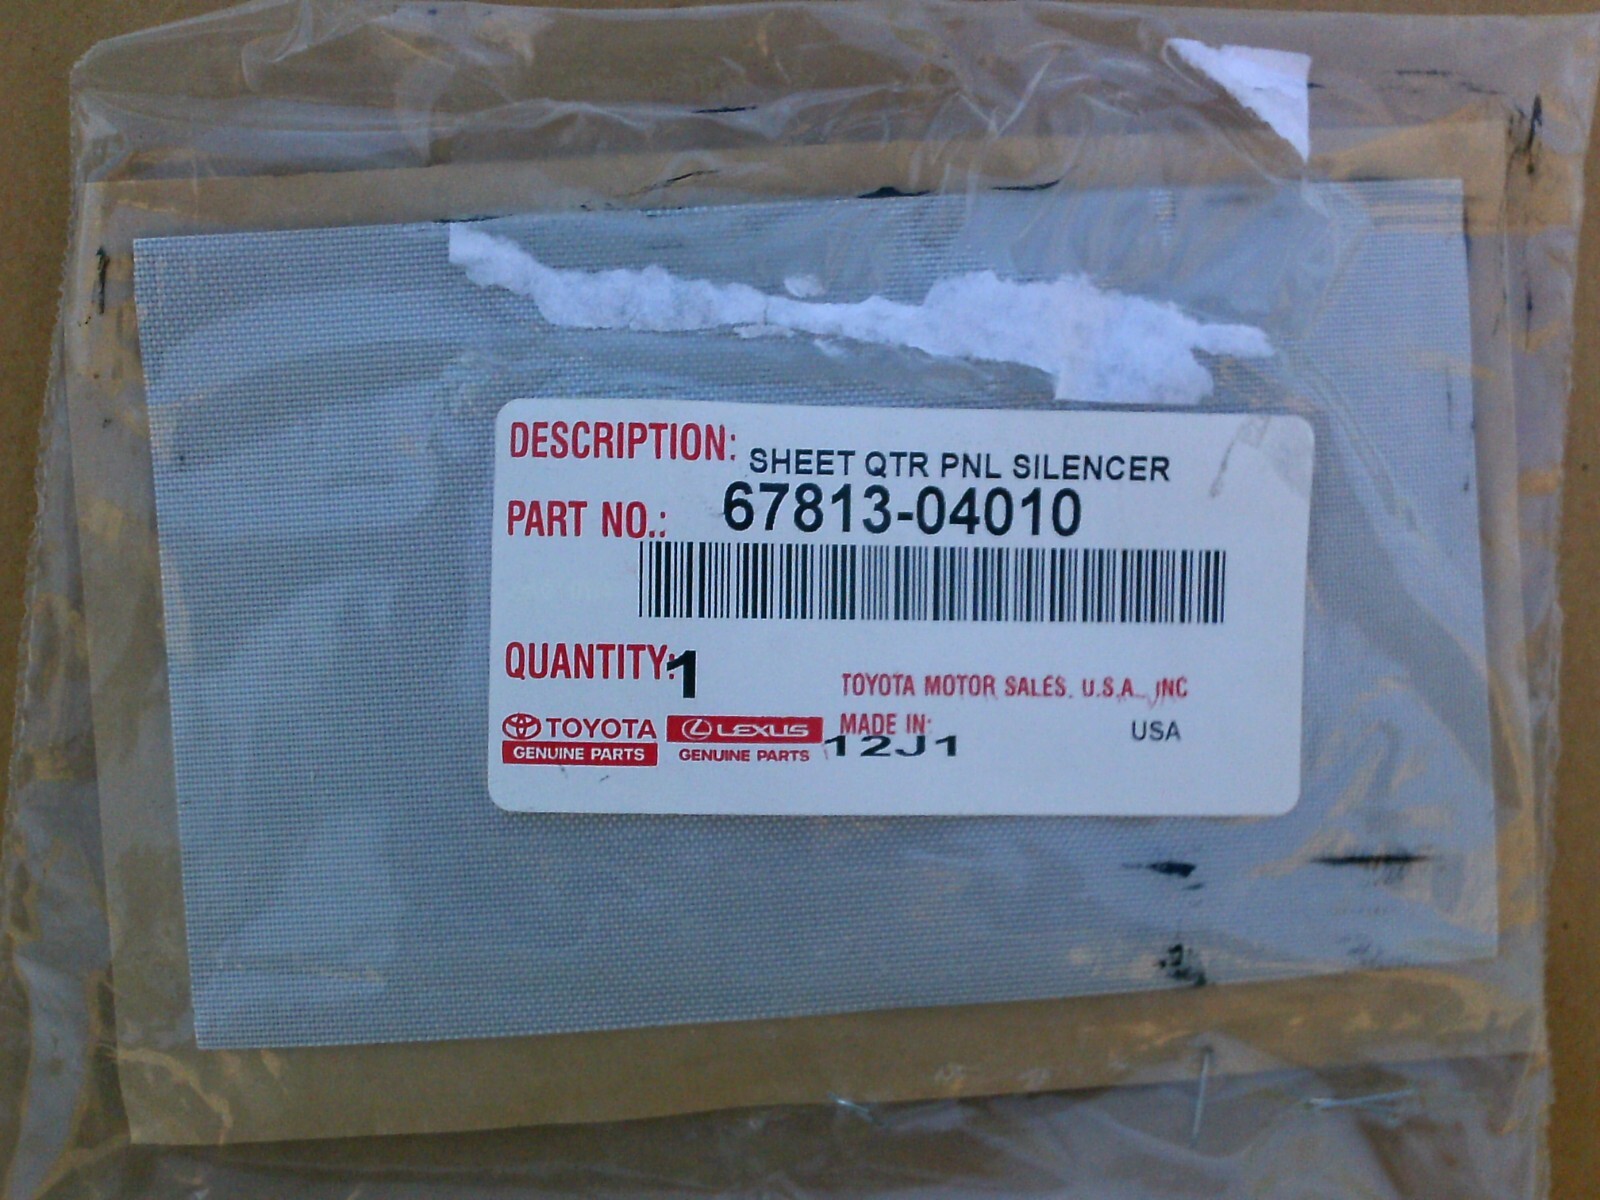 DESCRIPTION: SHEET QTR PNL SILENCER
PART NO.: 67813-04010
QUANTITY: 1
TOYOTA MOTOR SALES, U.S.A., INC
TOYOTA LEXUS MADE IN: USA
GENUINE PARTS GENUINE PARTS 12J1